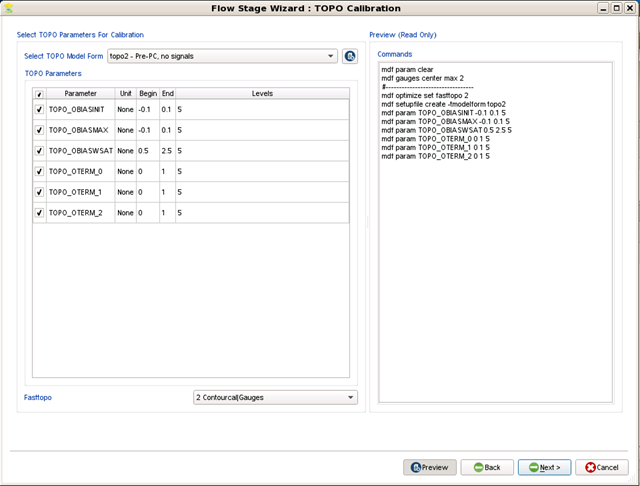 Flow Stage Wizard : TOPO Calibration
Select TOPO Parameters For Calibration
Select TOPO Model Form topo2 - Pre-PC, no signals
TOPO Parameters
Parameter Unit Begin End Levels
TOPO_OBIASINIT None -0.1 0.1 5
TOPO_OBIASMAX None -0.1 0.1 5
TOPO_OBIASWSAT None 0.5 2.5 5
TOPO_OTERM_0 None 0 1 5
TOPO_OTERM_1 None 0 1 5
TOPO_OTERM_2 None 0 1 5
Fasttopo 2 Contourcal|Gauges
Preview (Read Only)
Commands
mdf param clear
mdf gauges center max 2
#--------------------------------
mdf optimize set fasttopo 2
mdf setupfile create -fmodelform topo2
mdf param TOPO_OBIASINIT -0.1 0.1 5
mdf param TOPO_OBIASMAX -0.1 0.1 5
mdf param TOPO_OBIASWSAT 0.5 2.5 5
mdf param TOPO_OTERM_0 0 1 5
mdf param TOPO_OTERM_1 0 1 5
mdf param TOPO_OTERM_2 0 1 5
Preview Back Next > Cancel